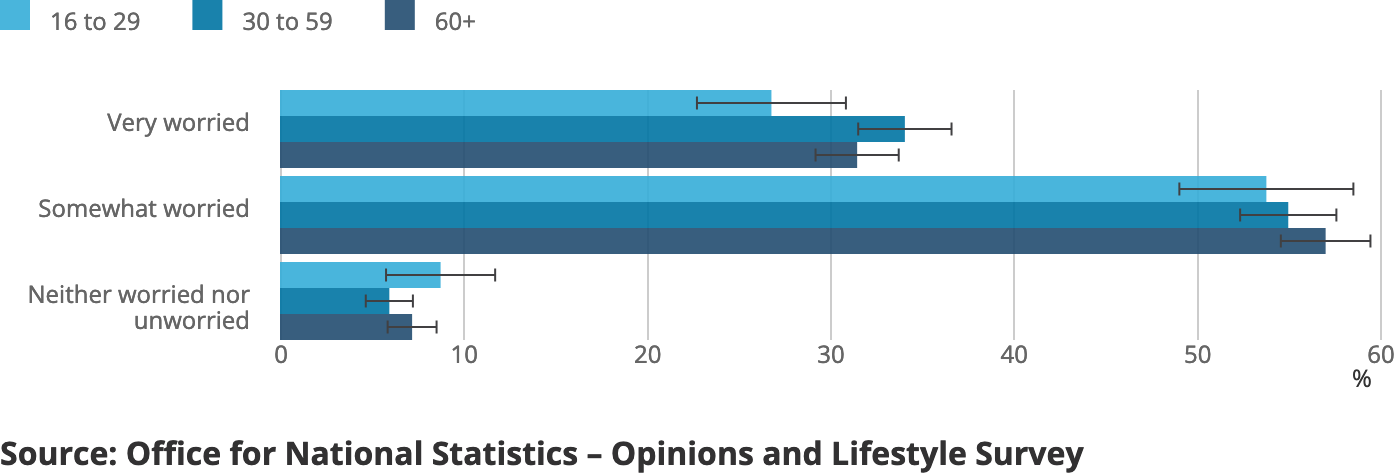 16 to 29 30 to 59 60+
Very worried
Somewhat worried
Neither worried nor
unworried
0 10 20 30 40 50 60
%
Source: Office for National Statistics – Opinions and Lifestyle Survey